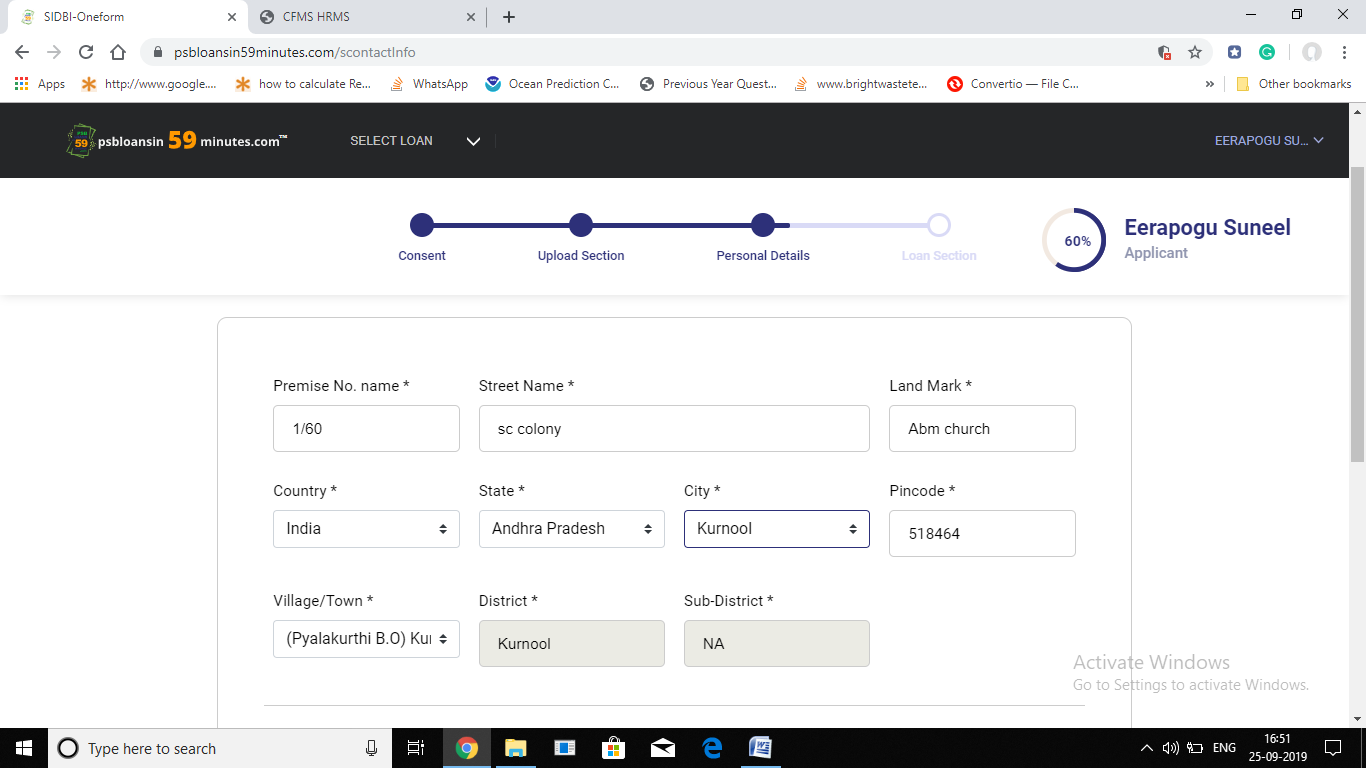 SIDBI-Oneform
CFMS HRMS
psbloansin59minutes.com/scontactInfo
Apps
http://www.google....
how to calculate Re...
WhatsApp
Ocean Prediction C...
Previous Year Quest...
www.brightwastete...
Convertio — File C...
»
Other bookmarks
psbloansin 59 minutes.com™
SELECT LOAN
EERAPOGU SU...
Consent
Upload Section
Personal Details
Loan Section
60%
Eerapogu Suneel
Applicant
Premise No. name *
Street Name *
Land Mark *
1/60
sc colony
Abm church
Country *
State *
City *
Pincode *
India
Andhra Pradesh
Kurnool
518464
Village/Town *
District *
Sub-District *
(Pyalakurthi B.O) Kur
Kurnool
NA
Activate Windows
Go to Settings to activate Windows.
Type here to search
ENG
16:51
25-09-2019